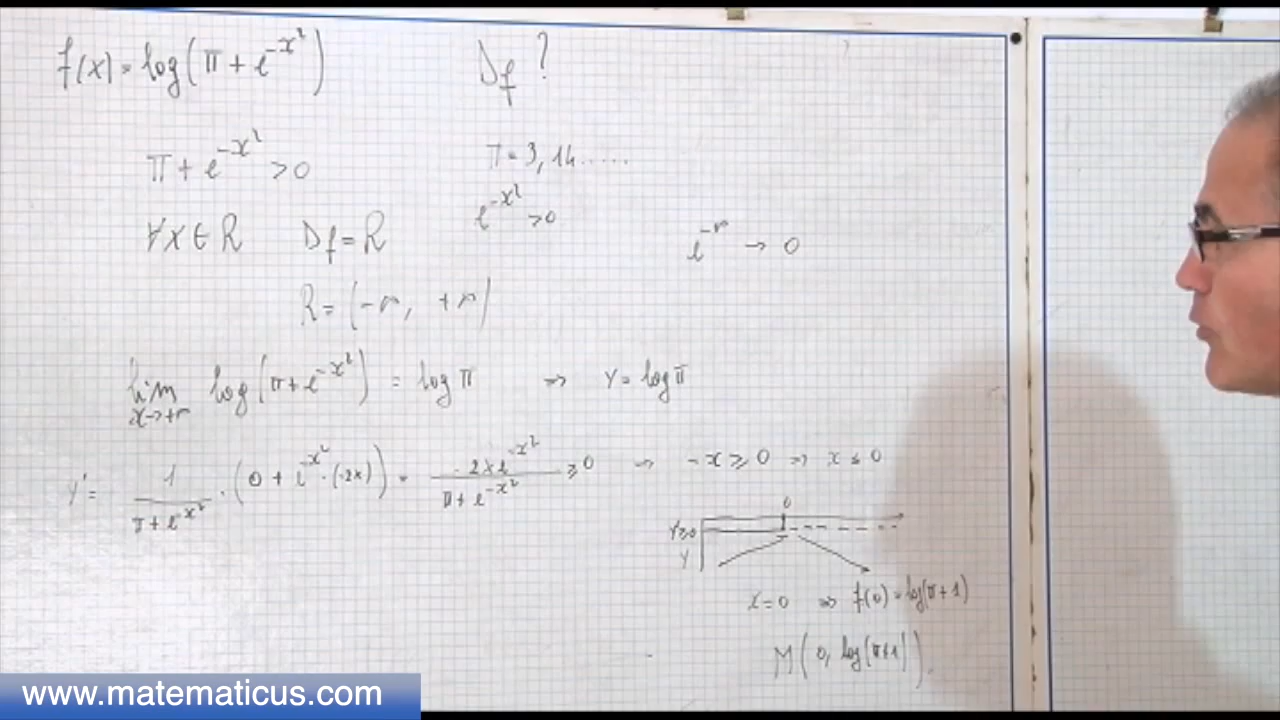 f(x) = log(π + e^{-x²}) Df ?
π + e^{-x²} > 0 π = 3,14.....
e^{-x²} > 0
∀x ∈ R Df = R e^{-∞} → 0
R = (-∞, +∞)
lim x→+∞ log(π + e^{-x²}) = log π ⇒ y = log π
y' = 1/(π + e^{-x²}) · (0 + e^{-x²} · (-2x)) = -2x e^{-x²}/(π + e^{-x²}) ≥ 0 ⇒ -x ≥ 0 ⇒ x ≤ 0
0
y' ≥ 0
y
x = 0 ⇒ f(0) = log(π + 1)
M(0, log(π+1)).
www.matematicus.com